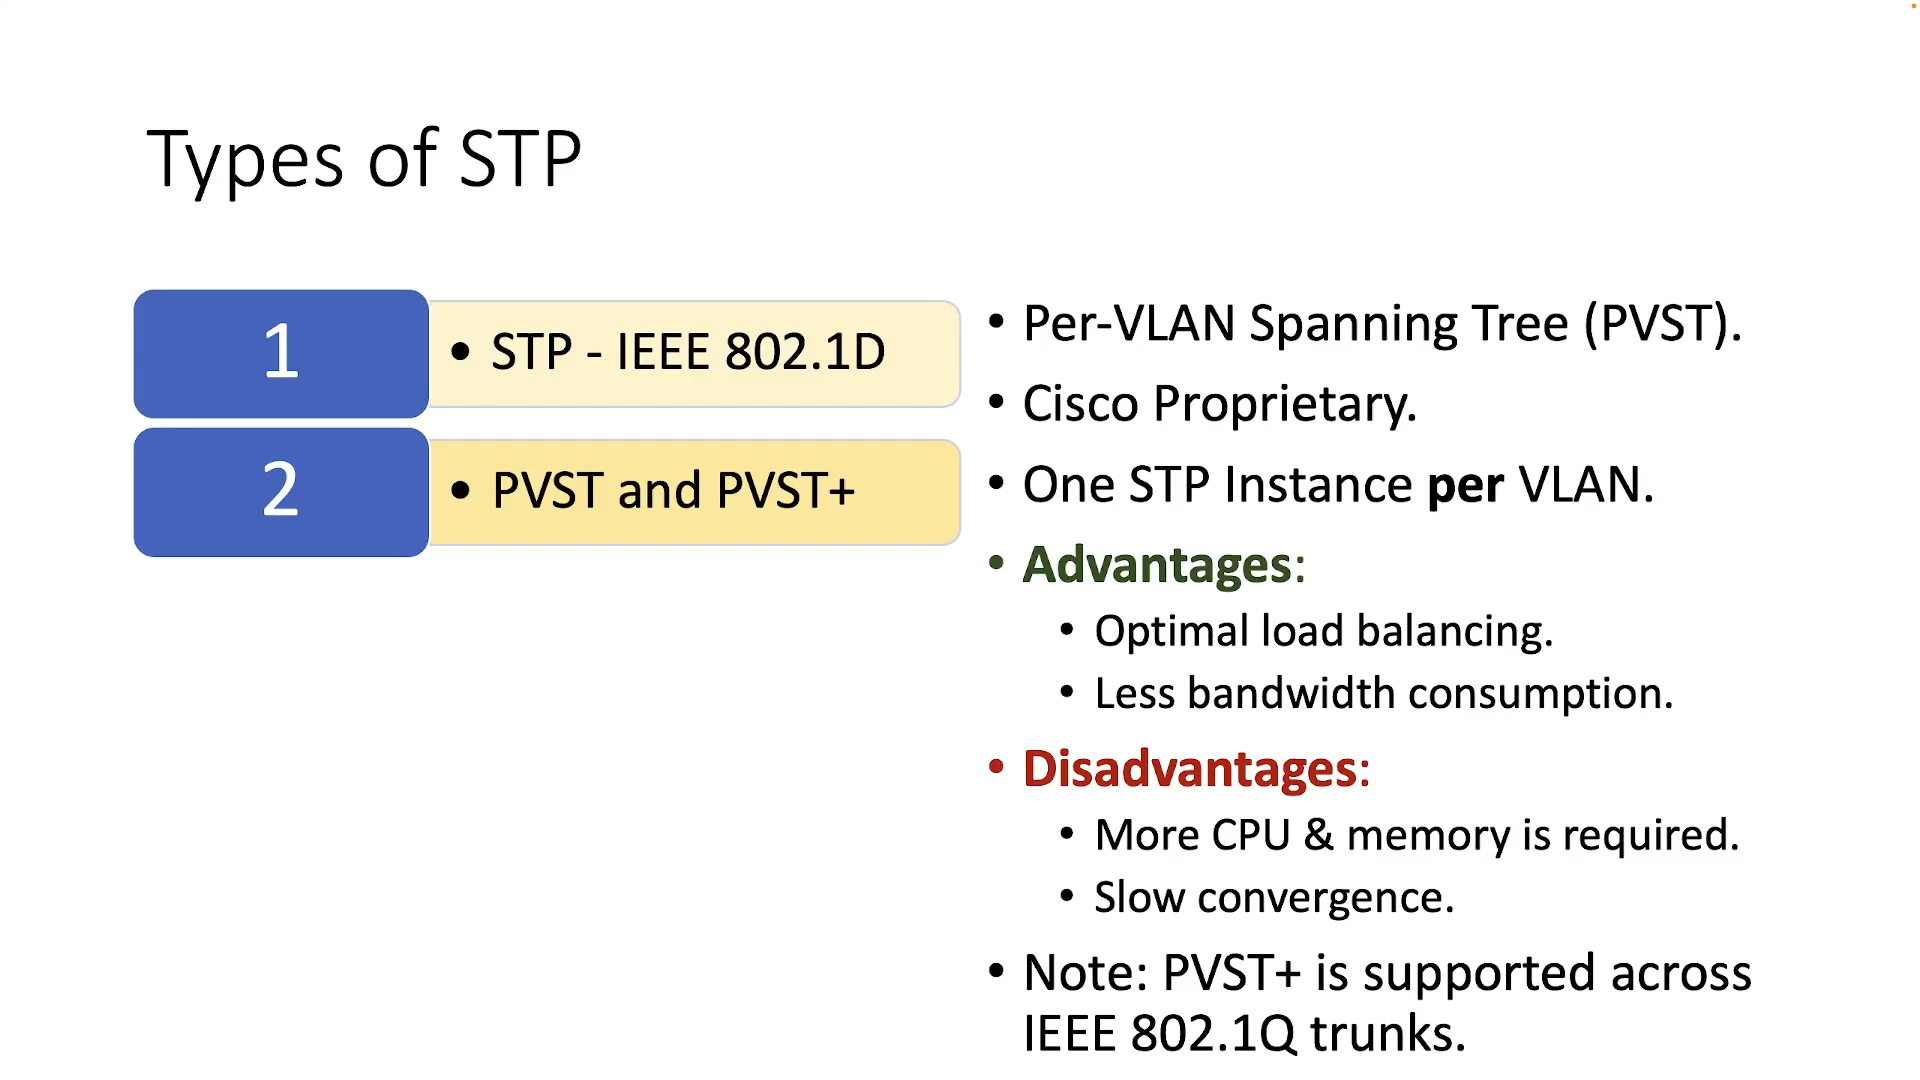 Types of STP
1
• STP - IEEE 802.1D
2
• PVST and PVST+
• Per-VLAN Spanning Tree (PVST).
• Cisco Proprietary.
• One STP Instance per VLAN.
• Advantages:
• Optimal load balancing.
• Less bandwidth consumption.
• Disadvantages:
• More CPU & memory is required.
• Slow convergence.
• Note: PVST+ is supported across
IEEE 802.1Q trunks.